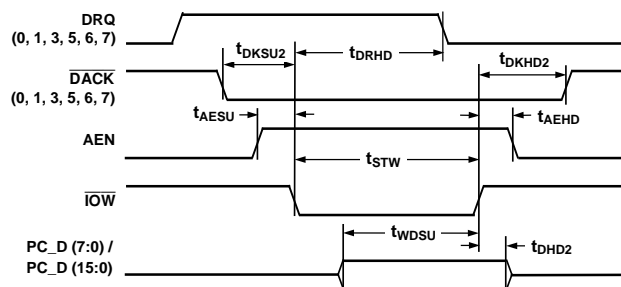 DRQ
(0, 1, 3, 5, 6, 7)
tDKSU2
tDRHD
tDKHD2
DACK
(0, 1, 3, 5, 6, 7)
tAESU
tAEHD
AEN
tSTW
IOW
tWDSU
tDHD2
PC_D (7:0) /
PC_D (15:0)